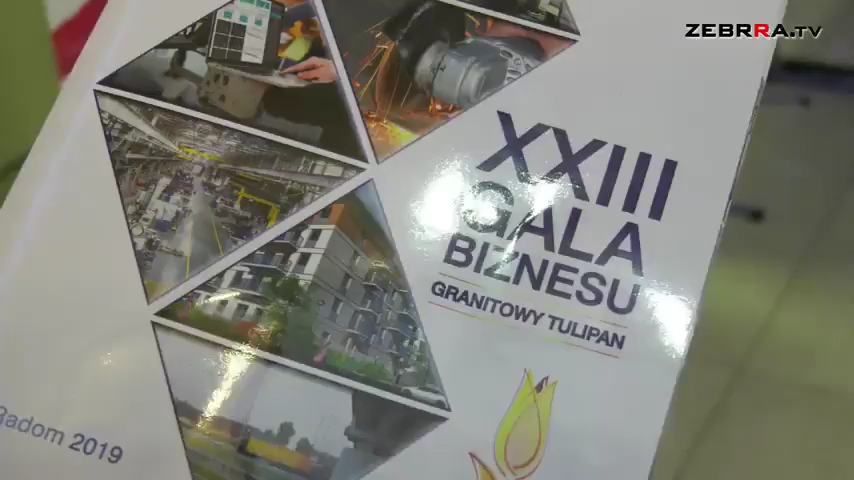 ZEBRRA.TV
XXIII
GALA
BIZNESU
GRANITOWY TULIPAN
Radom 2019